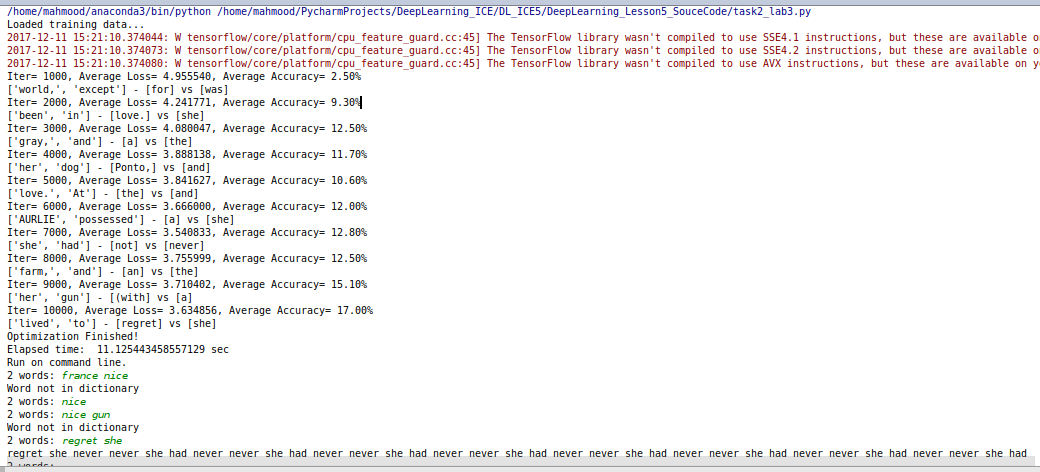 /home/mahmood/anaconda3/bin/python /home/mahmood/PycharmProjects/DeepLearning_ICE/DL_ICE5/DeepLearning_Lesson5_SouceCode/task2_lab3.py
Loaded training data...
2017-12-11 15:21:10.374044: W tensorflow/core/platform/cpu_feature_guard.cc:45] The TensorFlow library wasn't compiled to use SSE4.1 instructions, but these are available o
2017-12-11 15:21:10.374073: W tensorflow/core/platform/cpu_feature_guard.cc:45] The TensorFlow library wasn't compiled to use SSE4.2 instructions, but these are available o
2017-12-11 15:21:10.374080: W tensorflow/core/platform/cpu_feature_guard.cc:45] The TensorFlow library wasn't compiled to use AVX instructions, but these are available on y
Iter= 1000, Average Loss= 4.955540, Average Accuracy= 2.50%
['world,', 'except'] - [for] vs [was]
Iter= 2000, Average Loss= 4.241771, Average Accuracy= 9.30%
['been', 'in'] - [love.] vs [she]
Iter= 3000, Average Loss= 4.080047, Average Accuracy= 12.50%
['gray,', 'and'] - [a] vs [the]
Iter= 4000, Average Loss= 3.888138, Average Accuracy= 11.70%
['her', 'dog'] - [Ponto,] vs [and]
Iter= 5000, Average Loss= 3.841627, Average Accuracy= 10.60%
['love.', 'At'] - [the] vs [and]
Iter= 6000, Average Loss= 3.666000, Average Accuracy= 12.00%
['AURLIE', 'possessed'] - [a] vs [she]
Iter= 7000, Average Loss= 3.540833, Average Accuracy= 12.80%
['she', 'had'] - [not] vs [never]
Iter= 8000, Average Loss= 3.755999, Average Accuracy= 12.50%
['farm,', 'and'] - [an] vs [the]
Iter= 9000, Average Loss= 3.710402, Average Accuracy= 15.10%
['her', 'gun'] - [(with] vs [a]
Iter= 10000, Average Loss= 3.634856, Average Accuracy= 17.00%
['lived', 'to'] - [regret] vs [she]
Optimization Finished!
Elapsed time:  11.125443458557129 sec
Run on command line.
2 words: france nice
Word not in dictionary
2 words: nice
2 words: nice gun
Word not in dictionary
2 words: regret she
regret she never never she had never never she had never never she had never never she had never never she had never never she had never never she had never never she had
2 words: